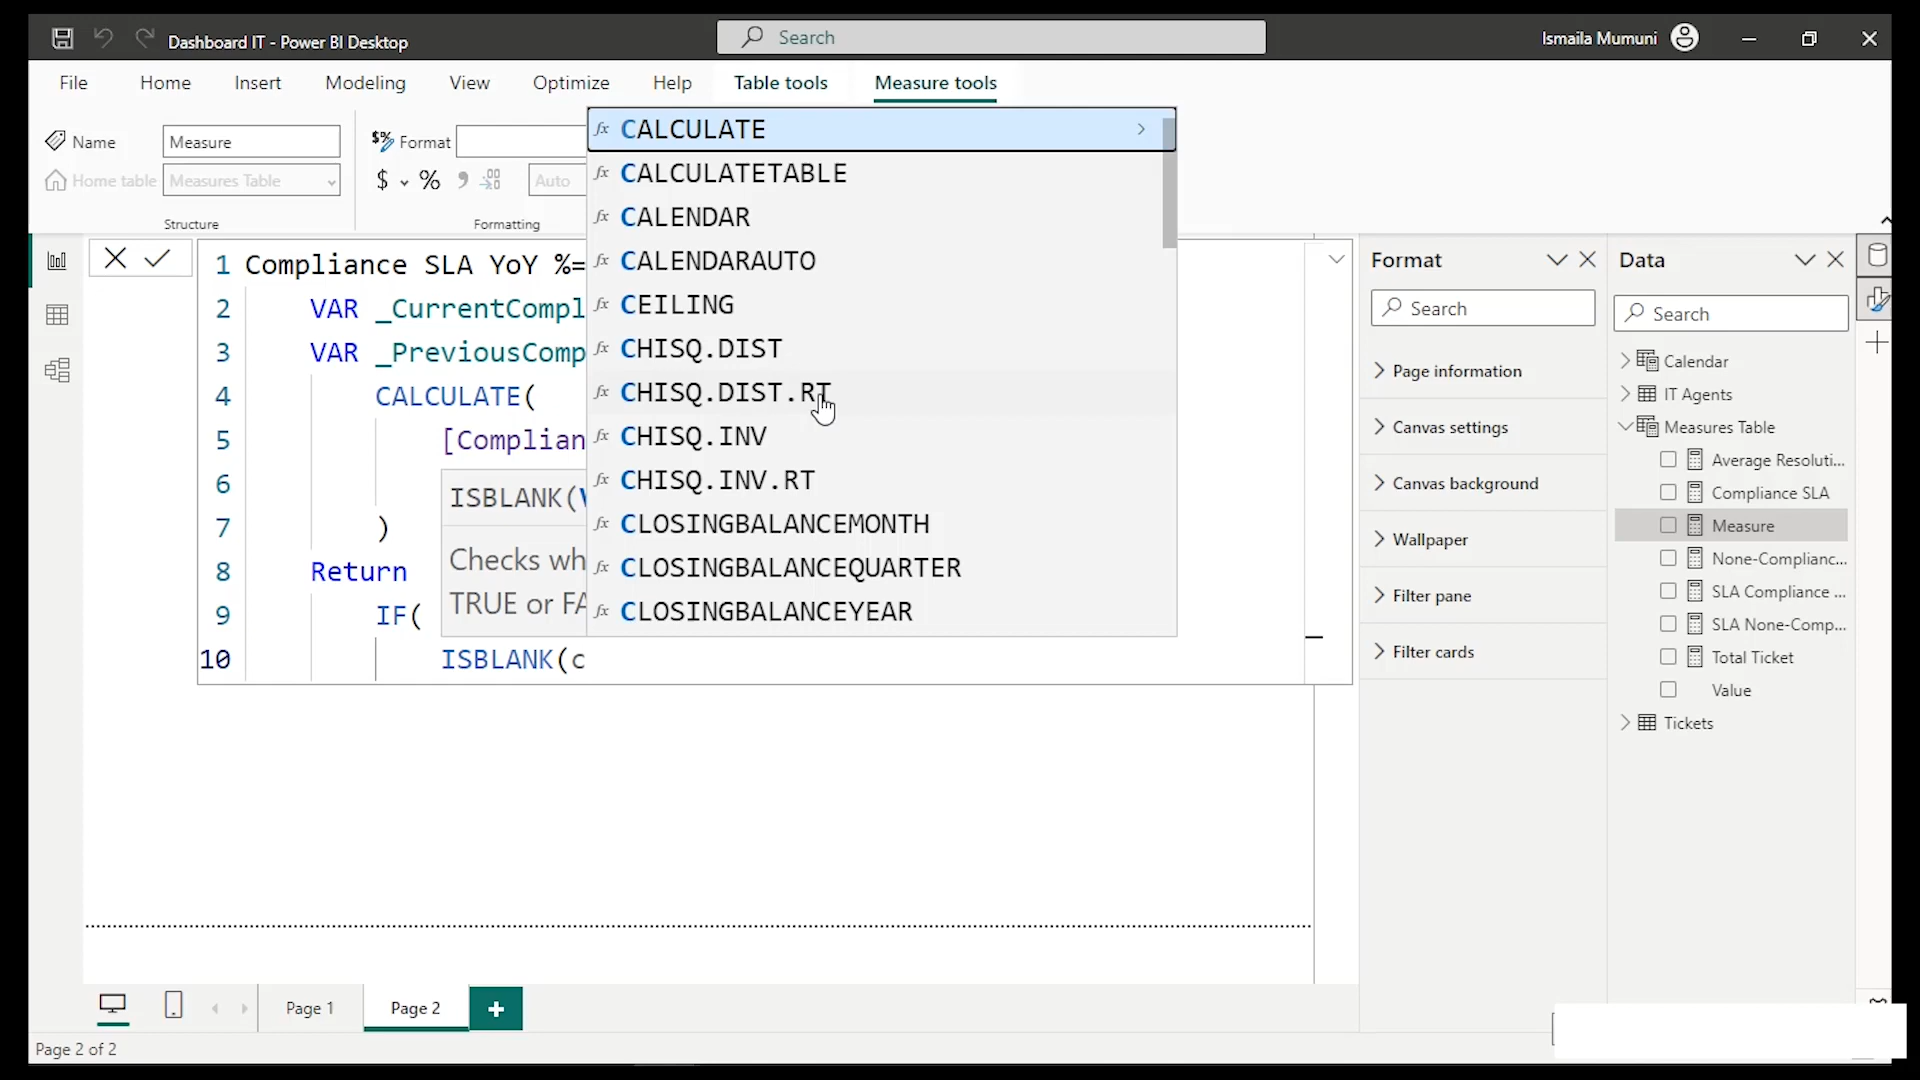 Dashboard IT - Power BI Desktop
Search
Ismaila Mumuni
File
Home
Insert
Modeling
View
Optimize
Help
Table tools
Measure tools
Name
Measure
Home table
Measures Table
Structure
$% Format
$ %
Auto
Formatting
CALCULATE
CALCULATETABLE
CALENDAR
CALENDARAUTO
CEILING
CHISQ.DIST
CHISQ.DIST.RT
CHISQ.INV
CHISQ.INV.RT
CLOSINGBALANCEMONTH
CLOSINGBALANCEQUARTER
CLOSINGBALANCEYEAR
1 Compliance SLA YoY %=
2 VAR _CurrentCompl
3 VAR _PreviousComp
4 CALCULATE(
5 [Complian
6
7 )
8 Return
9 IF(
10 ISBLANK(c
ISBLANK(
Checks wh
TRUE or FA
Format
Search
Page information
Canvas settings
Canvas background
Wallpaper
Filter pane
Filter cards
Data
Search
Calendar
IT Agents
Measures Table
Average Resoluti...
Compliance SLA
Measure
None-Complianc...
SLA Compliance ...
SLA None-Comp...
Total Ticket
Value
Tickets
Page 1
Page 2
+
Page 2 of 2